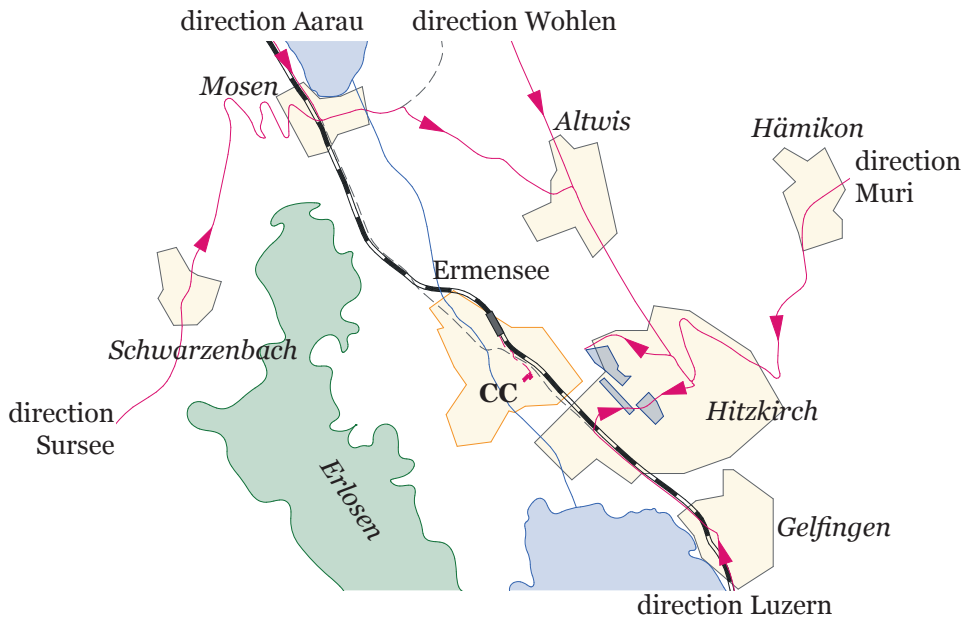 direction Aarau
direction Wohlen
Mosen
Altwis
Hämikon
direction
Muri
Ermensee
Schwarzenbach
CC
direction
Sursee
Hitzkirch
Erlosen
Gelfingen
direction Luzern